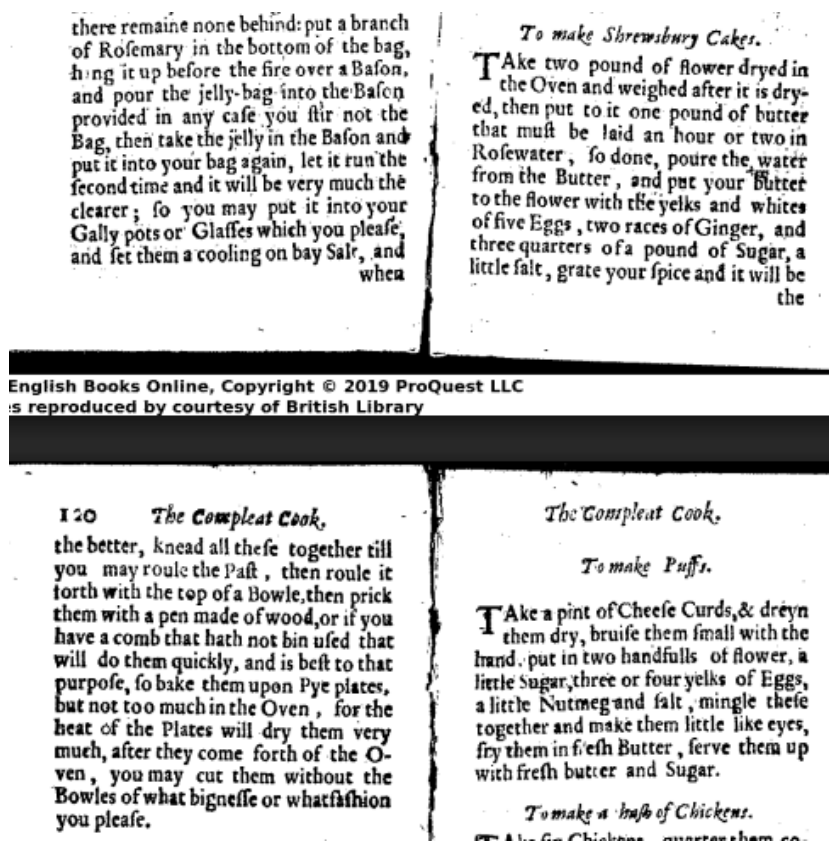 there remaine none behind: put a branch
of Roſemary in the bottom of the bag,
hang it up before the fire over a Baſon,
and pour the jelly-bag into the Baſon
provided in any caſe you ſtir not the
Bag, then take the jelly in the Baſon and
put it into your bag again, let it run the
ſecond time and it will be very much the
clearer; ſo you may put it into your
Gally pots or Glaſſes which you pleaſe,
and ſet them a cooling on bay Salt, and
when
To make Shrewsbury Cakes.
TAke two pound of flower dryed in
the Oven and weighed after it is dry-
ed, then put to it one pound of butter
that muſt be laid an hour or two in
Roſewater, ſo done, poure the water
from the Butter, and put your Butter
to the flower with the yelks and whites
of five Eggs, two races of Ginger, and
three quarters of a pound of Sugar, a
little ſalt, grate your ſpice and it will be
the
English Books Online, Copyright © 2019 ProQuest LLC
s reproduced by courtesy of British Library
120 The Compleat Cook.
the better, knead all theſe together till
you may roule the Paſt, then roule it
forth with the top of a Bowle, then prick
them with a pen made of wood, or if you
have a comb that hath not bin uſed that
will do them quickly, and is beſt to that
purpoſe, ſo bake them upon Pye plates,
but not too much in the Oven, for the
heat of the Plates will dry them very
much, after they come forth of the O-
ven, you may cut them without the
Bowles of what bigneſſe or what faſhion
you pleaſe.
The Compleat Cook.
To make Puffs.
TAke a pint of Cheeſe Curds, & dreyn
them dry, bruiſe them ſmall with the
hand. put in two handfulls of flower, a
little Sugar, three or four yelks of Eggs,
a little Nutmeg and ſalt, mingle theſe
together and make them little like eyes,
fry them in freſh Butter, ſerve them up
with freſh butter and Sugar.
To make a haſh of Chickens.
TAke ſix Chickens, quarter them co-